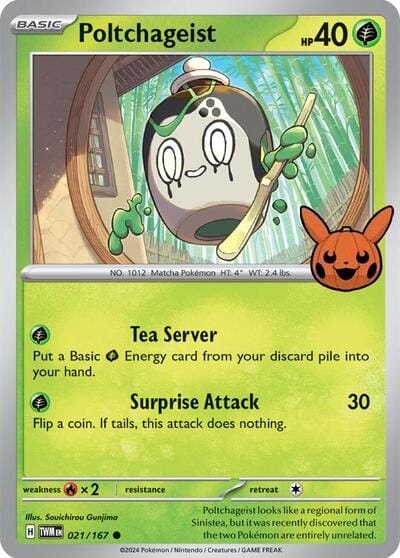 BASIC
Poltchageist
HP 40
NO. 1012 Matcha Pokémon HT: 4" WT: 2.4 lbs.
Tea Server
Put a Basic Energy card from your discard pile into
your hand.
Surprise Attack 30
Flip a coin. If tails, this attack does nothing.
weakness ×2 resistance retreat
Illus. Souichirou Gunjima
H TWM EN 021/167
Poltchageist looks like a regional form of
Sinistea, but it was recently discovered that
the two Pokémon are entirely unrelated.
©2024 Pokémon / Nintendo / Creatures / GAME FREAK